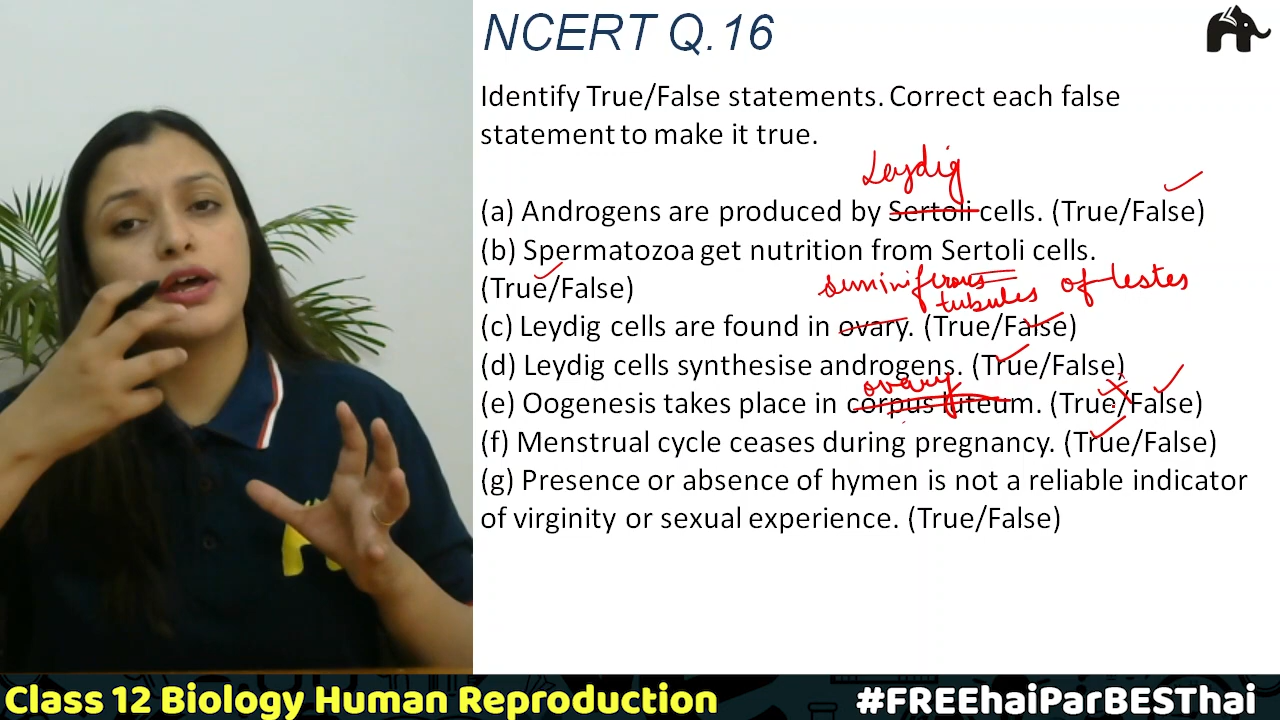 NCERT Q.16
Identify True/False statements. Correct each false
statement to make it true.
Leydig
(a) Androgens are produced by Sertoli cells. (True/False)
(b) Spermatozoa get nutrition from Sertoli cells.
(True/False)
seminiferous of testes
tubules
(c) Leydig cells are found in ovary. (True/False)
(d) Leydig cells synthesise androgens. (True/False)
ovary
(e) Oogenesis takes place in corpus luteum. (True/False)
(f) Menstrual cycle ceases during pregnancy. (True/False)
(g) Presence or absence of hymen is not a reliable indicator
of virginity or sexual experience. (True/False)
Class 12 Biology Human Reproduction #FREEhaiParBESThai